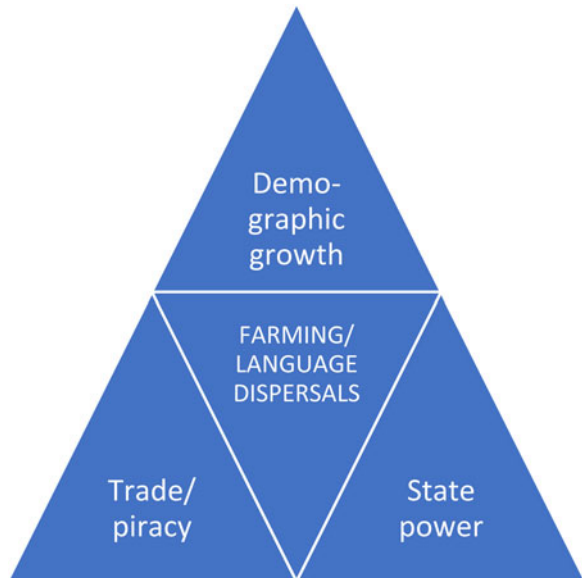 Demo-
graphic
growth
FARMING/
LANGUAGE
DISPERSALS
Trade/
piracy
State
power